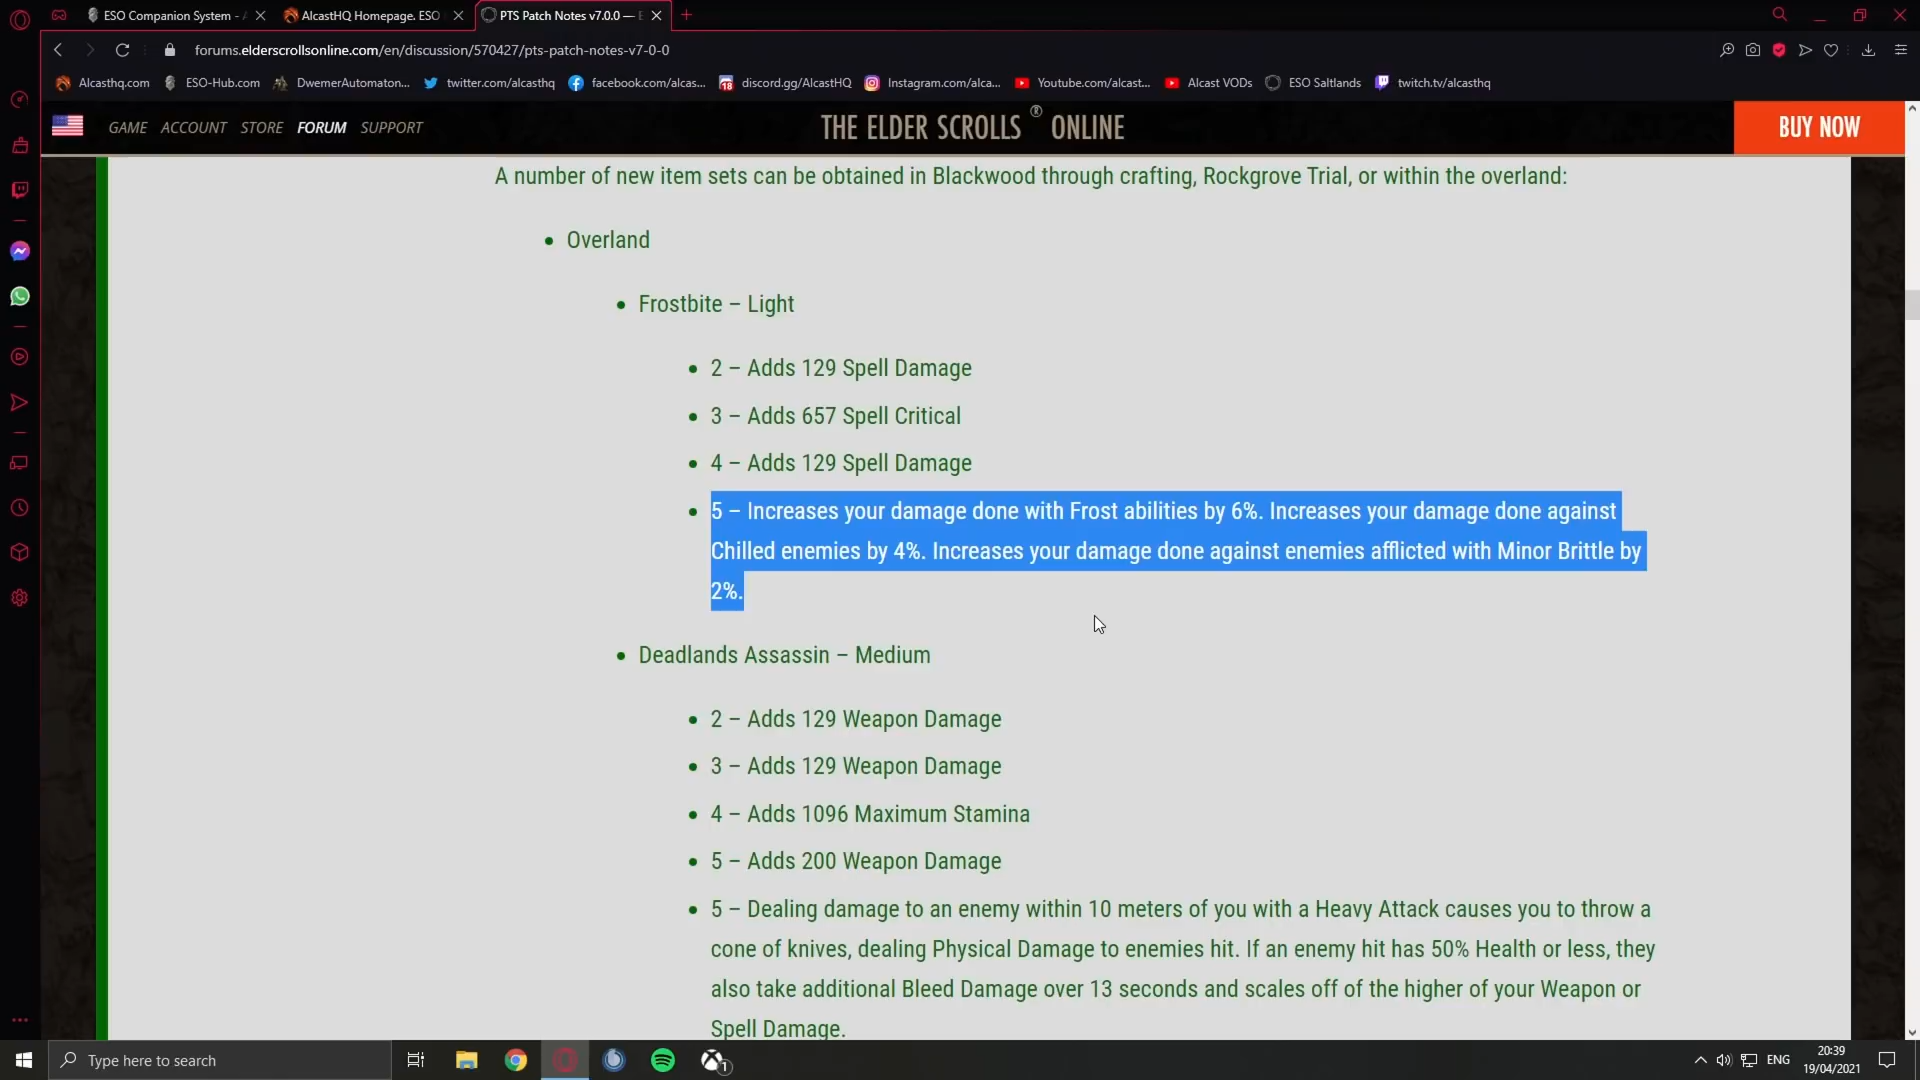 ESO Companion System -
AlcastHQ Homepage. ESO
PTS Patch Notes v7.0.0 — E
forums.elderscrollsonline.com/en/discussion/570427/pts-patch-notes-v7-0-0
Alcasthq.com
ESO-Hub.com
DwemerAutomaton...
twitter.com/alcasthq
facebook.com/alcas...
18
discord.gg/AlcastHQ
Instagram.com/alca...
Youtube.com/alcast...
Alcast VODs
ESO Saltlands
twitch.tv/alcasthq
GAME ACCOUNT STORE FORUM SUPPORT
THE ELDER SCROLLS ® ONLINE
BUY NOW
A number of new item sets can be obtained in Blackwood through crafting, Rockgrove Trial, or within the overland:
• Overland
• Frostbite – Light
• 2 – Adds 129 Spell Damage
• 3 – Adds 657 Spell Critical
• 4 – Adds 129 Spell Damage
• 5 – Increases your damage done with Frost abilities by 6%. Increases your damage done against
Chilled enemies by 4%. Increases your damage done against enemies afflicted with Minor Brittle by
2%.
• Deadlands Assassin – Medium
• 2 – Adds 129 Weapon Damage
• 3 – Adds 129 Weapon Damage
• 4 – Adds 1096 Maximum Stamina
• 5 – Adds 200 Weapon Damage
• 5 – Dealing damage to an enemy within 10 meters of you with a Heavy Attack causes you to throw a
cone of knives, dealing Physical Damage to enemies hit. If an enemy hit has 50% Health or less, they
also take additional Bleed Damage over 13 seconds and scales off of the higher of your Weapon or
Spell Damage.
Type here to search
1
ENG
20:39
19/04/2021